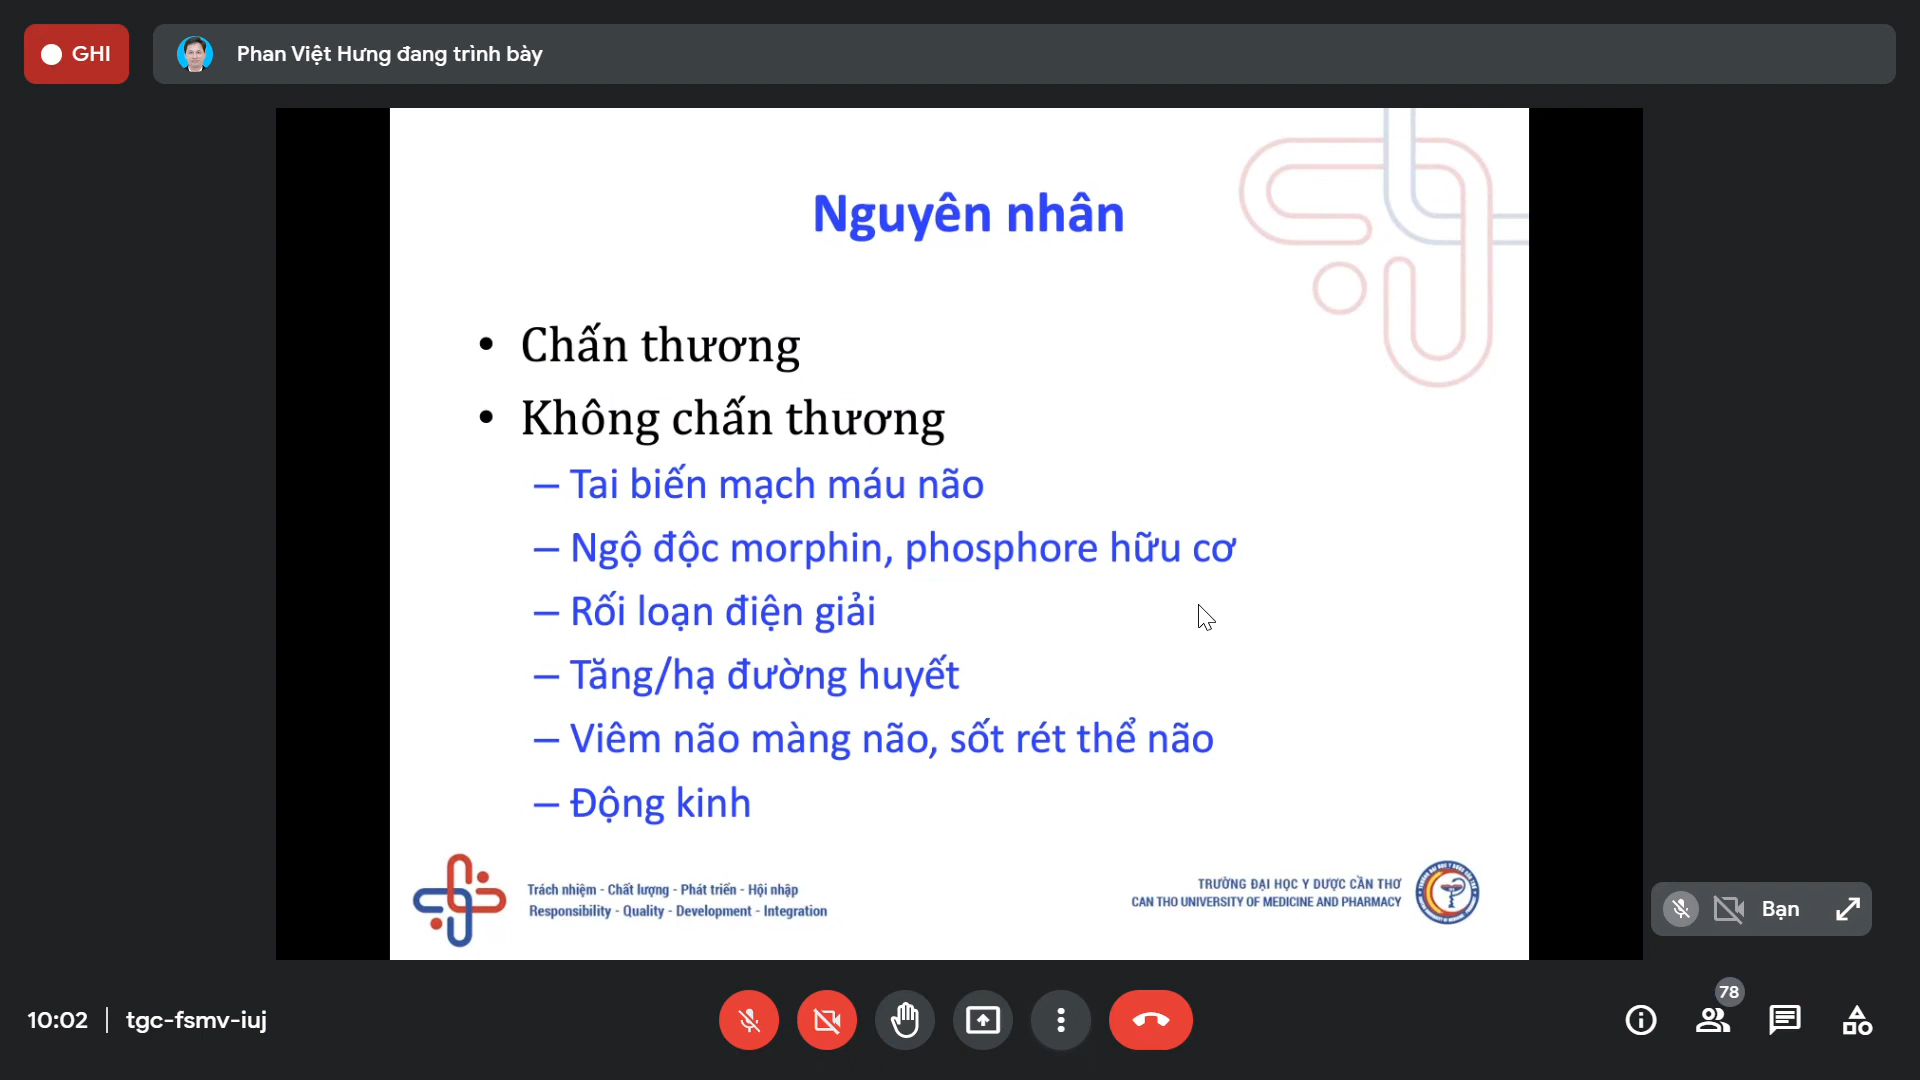 GHI
Phan Việt Hưng đang trình bày
Nguyên nhân
• Chấn thương
• Không chấn thương
– Tai biến mạch máu não
– Ngộ độc morphin, phosphore hữu cơ
– Rối loạn điện giải
– Tăng/hạ đường huyết
– Viêm não màng não, sốt rét thể não
– Động kinh
Trách nhiệm - Chất lượng - Phát triển - Hội nhập
Responsibility - Quality - Development - Integration
TRƯỜNG ĐẠI HỌC Y DƯỢC CẦN THƠ
CAN THO UNIVERSITY OF MEDICINE AND PHARMACY
Bạn
10:02 | tgc-fsmv-iuj
78